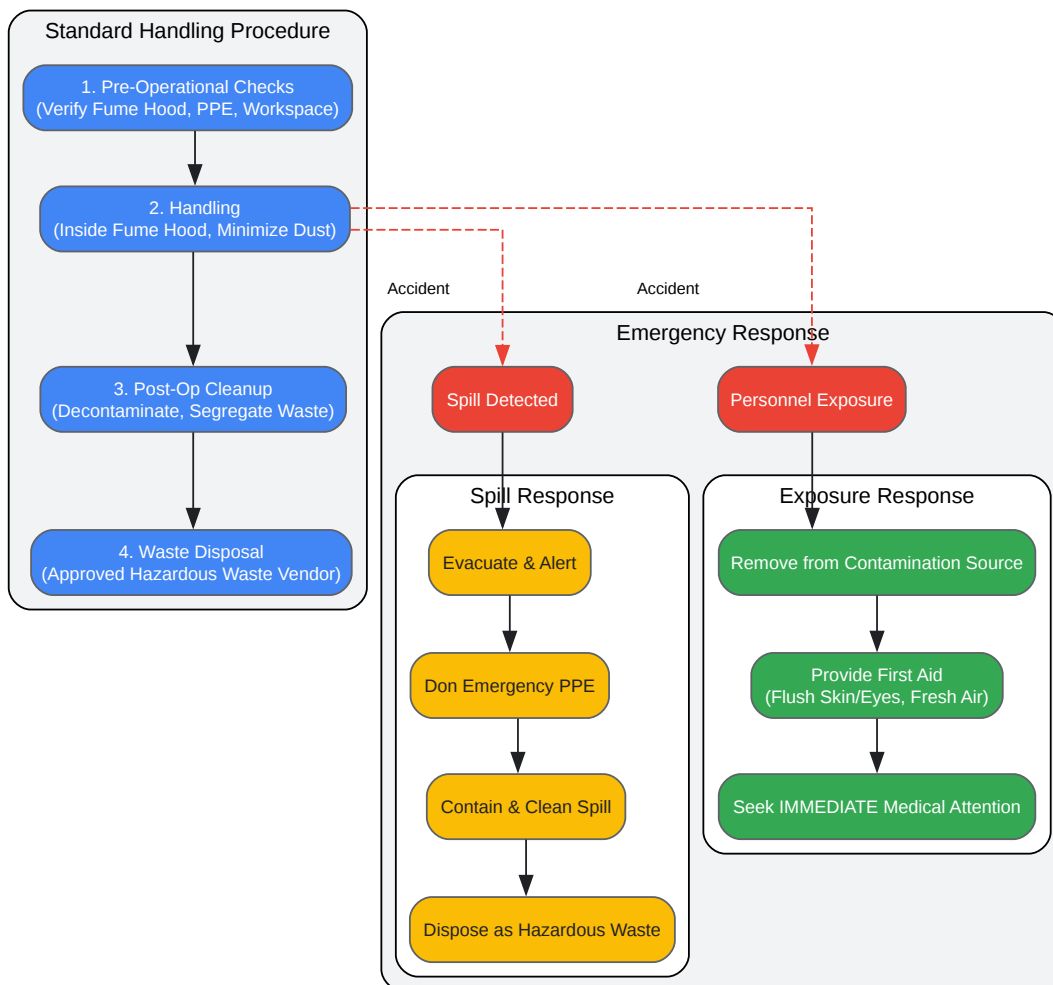 Standard Handling Procedure
1. Pre-Operational Checks
(Verify Fume Hood, PPE, Workspace)
2. Handling
(Inside Fume Hood, Minimize Dust)
3. Post-Op Cleanup
(Decontaminate, Segregate Waste)
4. Waste Disposal
(Approved Hazardous Waste Vendor)
Accident
Accident
Emergency Response
Spill Detected
Personnel Exposure
Spill Response
Evacuate & Alert
Don Emergency PPE
Contain & Clean Spill
Dispose as Hazardous Waste
Exposure Response
Remove from Contamination Source
Provide First Aid
(Flush Skin/Eyes, Fresh Air)
Seek IMMEDIATE Medical Attention